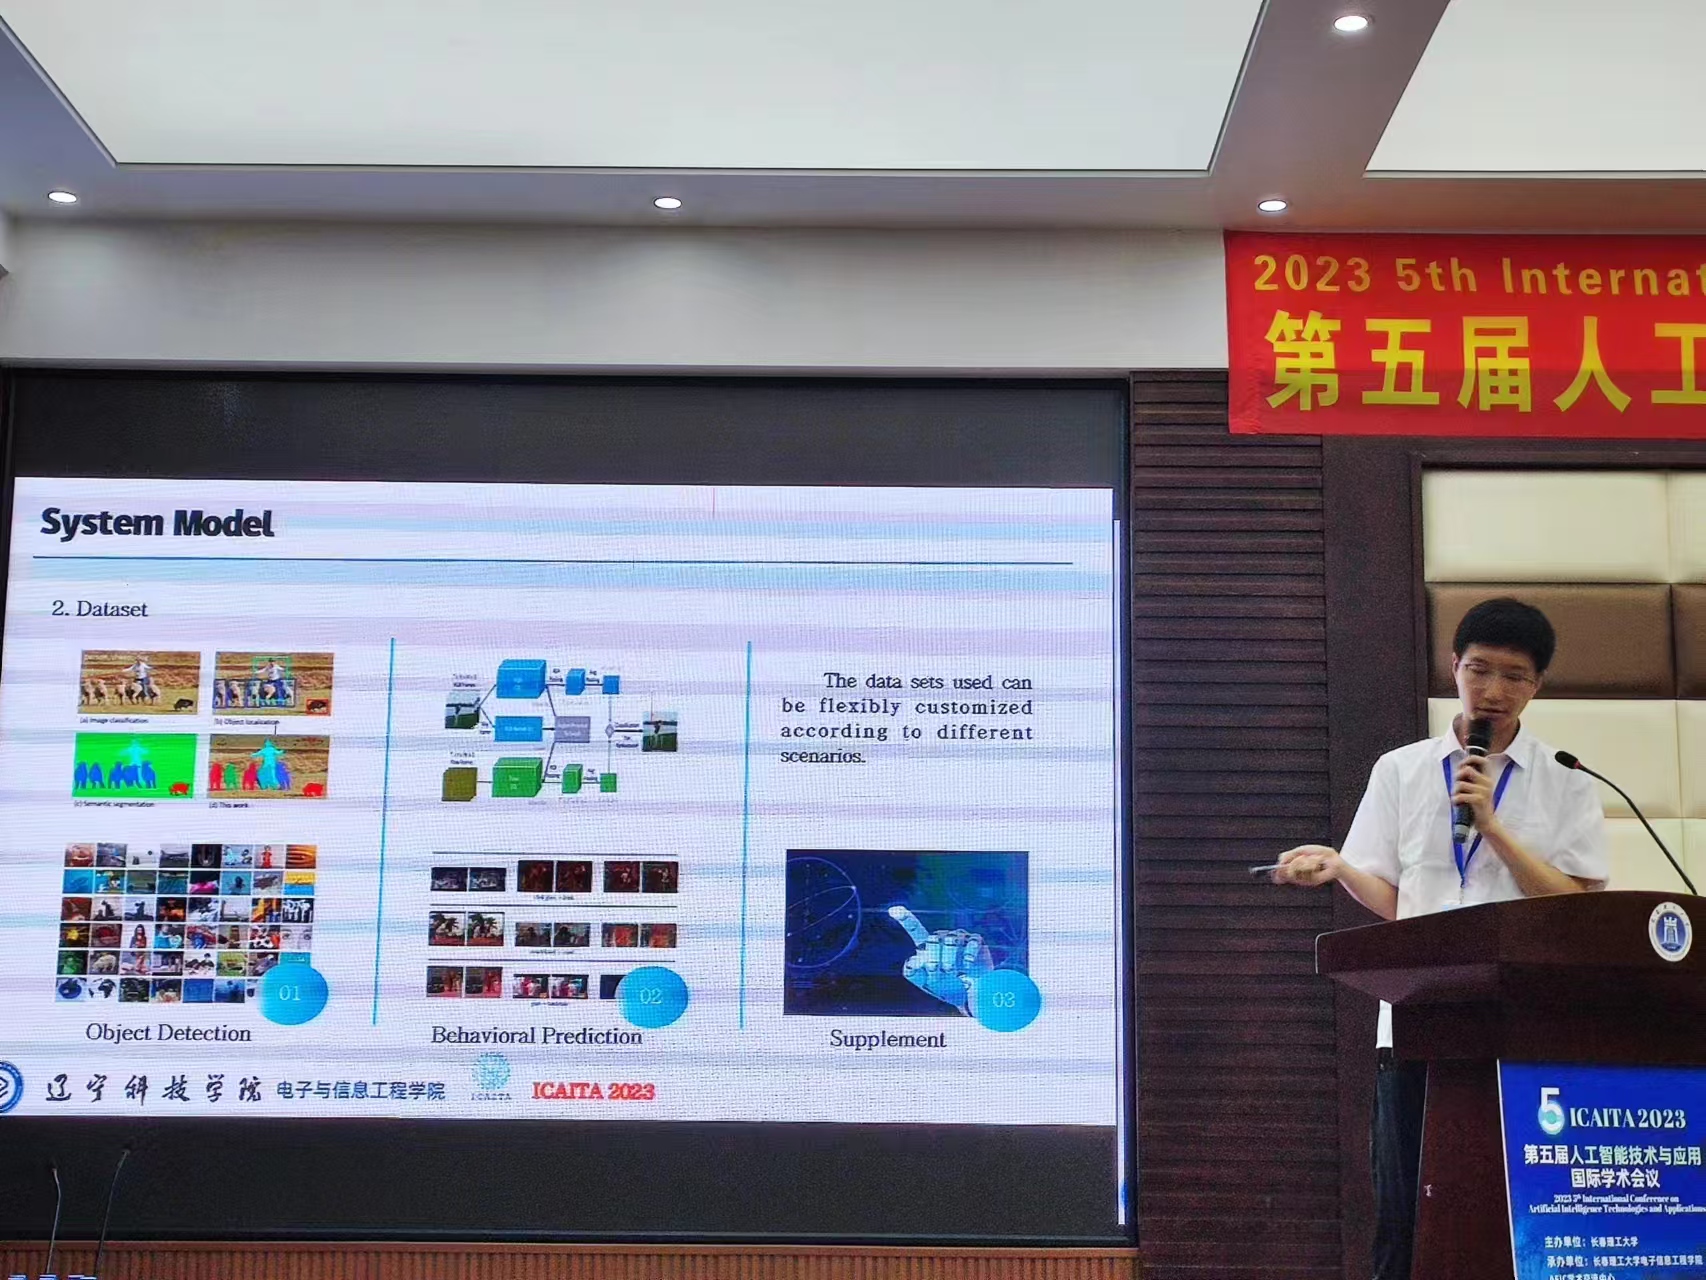 2023 5th Internat
第五届人工
System Model
2. Dataset
(a) Image classification
(b) Object localization
(c) Semantic segmentation
(d) This work
The data sets used can
be flexibly customized
according to different
scenarios.
01
02
03
Object Detection
Behavioral Prediction
Supplement
辽宁科技学院 电子与信息工程学院
ICAITA
ICAITA 2023
5 ICAITA 2023
第五届人工智能技术与应用
国际学术会议
2023 5th International Conference on
Artificial Intelligence Technologies and Applications
主办单位：长春理工大学
承办单位：长春理工大学电子信息工程学院